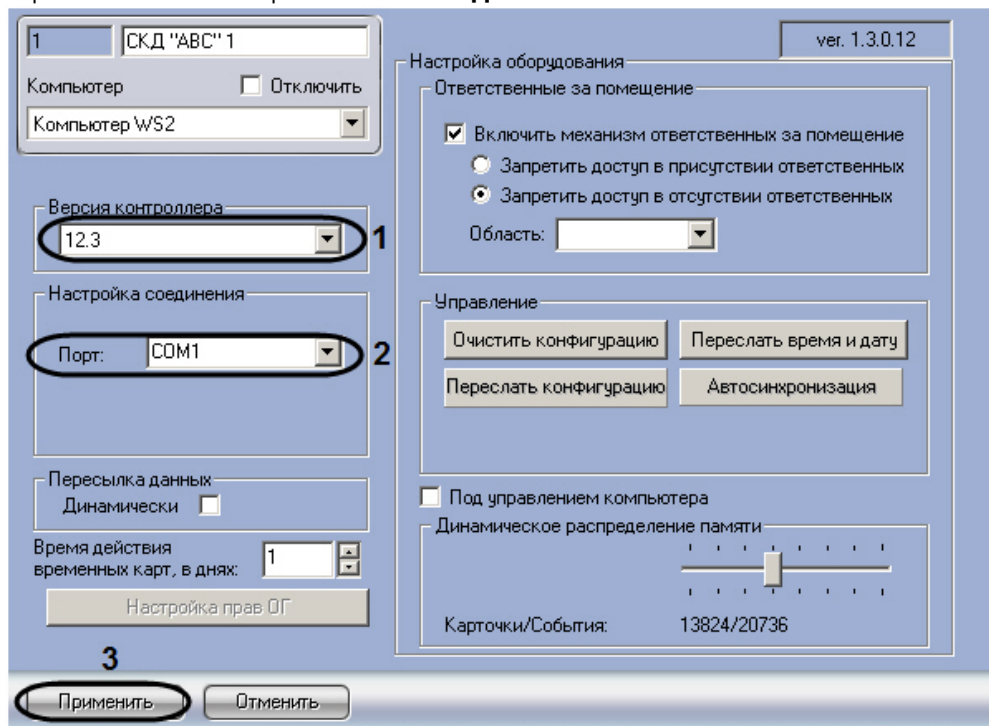 1
СКД "АВС" 1
Компьютер
Отключить
Компьютер WS2
ver. 1.3.0.12
Настройка оборудования
Ответственные за помещение
Включить механизм ответственных за помещение
Запретить доступ в присутствии ответственных
Запретить доступ в отсутствии ответственных
Область:
Версия контроллера
12.3
1
Настройка соединения
Порт:
COM1
2
Управление
Очистить конфигурацию
Переслать время и дату
Переслать конфигурацию
Автосинхронизация
Пересылка данных
Динамически
Время действия
временных карт, в днях:
1
Настройка прав ОГ
Под управлением компьютера
Динамическое распределение памяти
Карточки/События:
13824/20736
3
Применить
Отменить